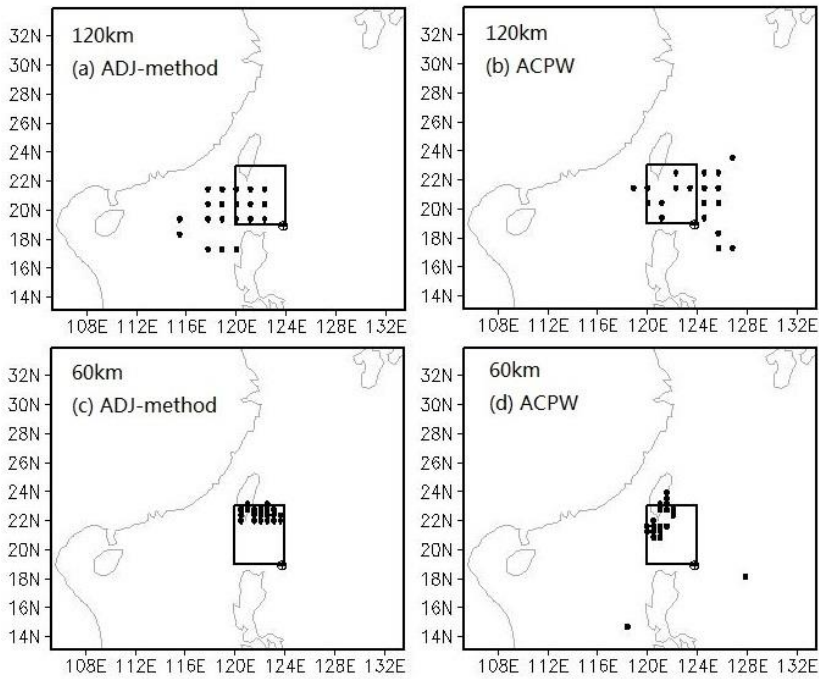 120km
(a) ADJ-method
32N
30N
28N
26N
24N
22N
20N
18N
16N
14N
108E 112E 116E 120E 124E 128E 132E
120km
(b) ACPW
32N
30N
28N
26N
24N
22N
20N
18N
16N
14N
108E 112E 116E 120E 124E 128E 132E
60km
(c) ADJ-method
32N
30N
28N
26N
24N
22N
20N
18N
16N
14N
108E 112E 116E 120E 124E 128E 132E
60km
(d) ACPW
32N
30N
28N
26N
24N
22N
20N
18N
16N
14N
108E 112E 116E 120E 124E 128E 132E